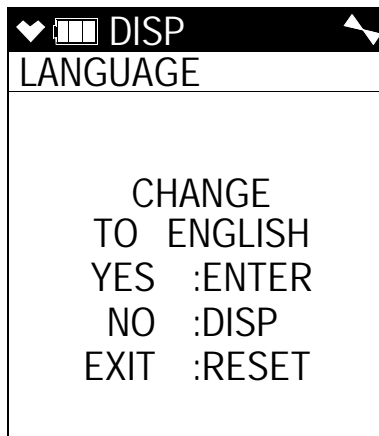 DISP
LANGUAGE
CHANGE
TO ENGLISH
YES :ENTER
NO :DISP
EXIT :RESET